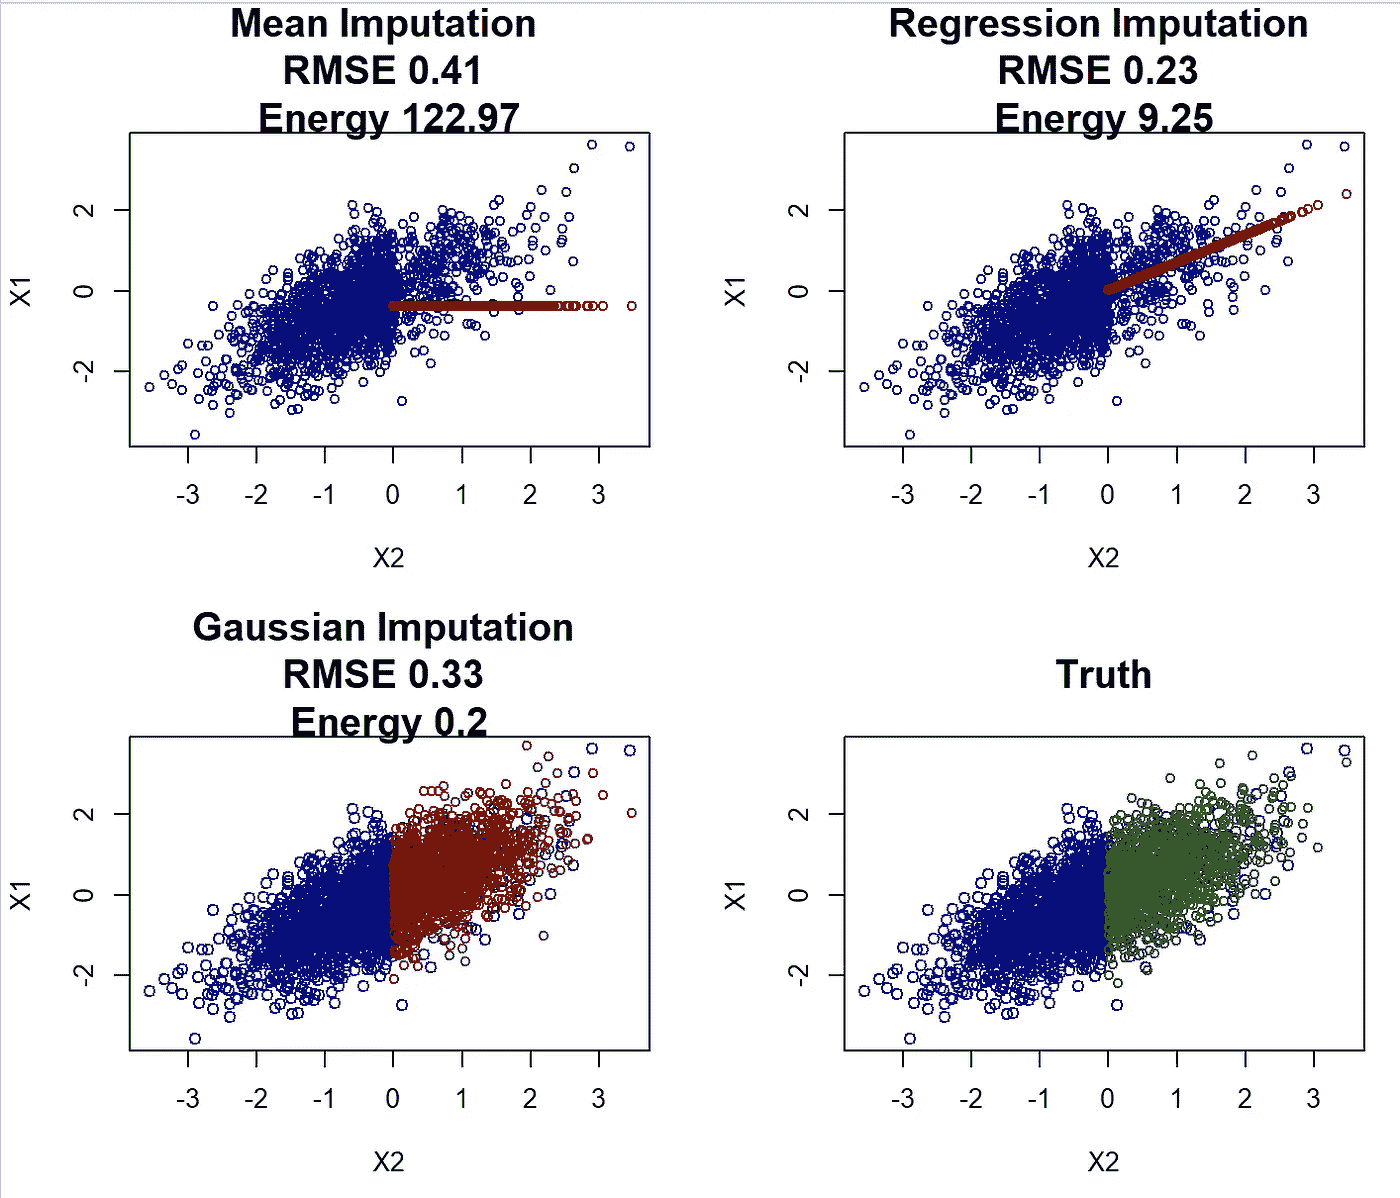 Mean Imputation
RMSE 0.41
Energy 122.97
X1
2
0
-2
-3 -2 -1 0 1 2 3
X2
Regression Imputation
RMSE 0.23
Energy 9.25
X1
2
0
-2
-3 -2 -1 0 1 2 3
X2
Gaussian Imputation
RMSE 0.33
Energy 0.2
X1
2
0
-2
-3 -2 -1 0 1 2 3
X2
Truth
X1
2
0
-2
-3 -2 -1 0 1 2 3
X2